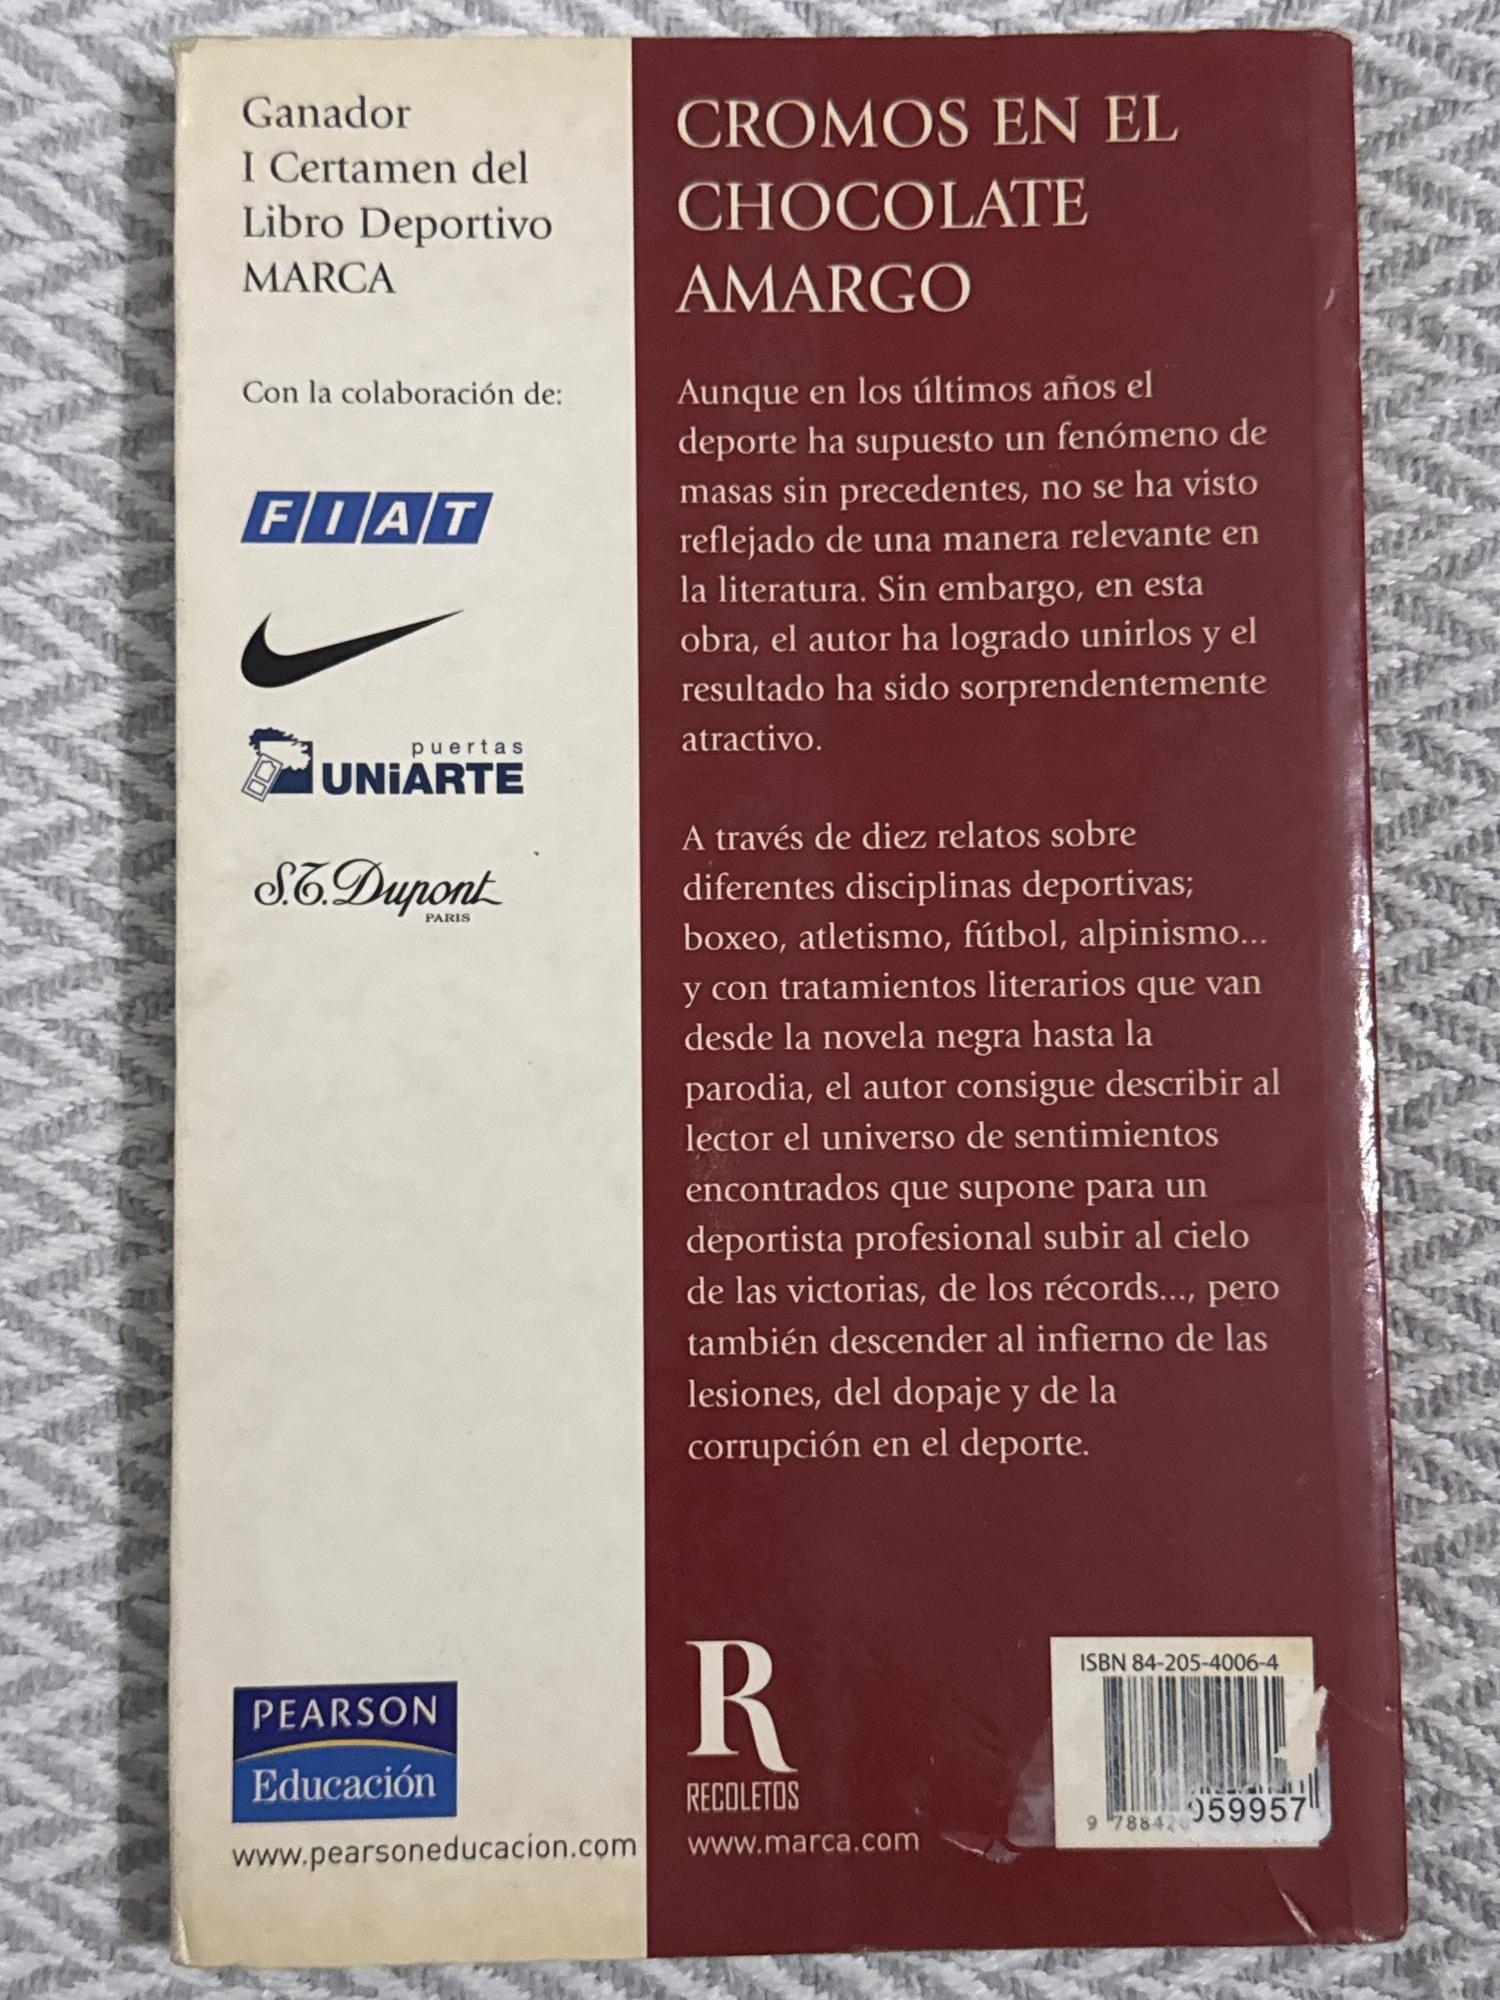 Ganador
I Certamen del
Libro Deportivo
MARCA
Con la colaboración de:
FIAT
puertas
UNiARTE
S.T. Dupont
PARIS
PEARSON
Educación
www.pearsoneducacion.com
CROMOS EN EL
CHOCOLATE
AMARGO
Aunque en los últimos años el
deporte ha supuesto un fenómeno de
masas sin precedentes, no se ha visto
reflejado de una manera relevante en
la literatura. Sin embargo, en esta
obra, el autor ha logrado unirlos y el
resultado ha sido sorprendentemente
atractivo.
A través de diez relatos sobre
diferentes disciplinas deportivas;
boxeo, atletismo, fútbol, alpinismo...
y con tratamientos literarios que van
desde la novela negra hasta la
parodia, el autor consigue describir al
lector el universo de sentimientos
encontrados que supone para un
deportista profesional subir al cielo
de las victorias, de los récords..., pero
también descender al infierno de las
lesiones, del dopaje y de la
corrupción en el deporte.
R
RECOLETOS
www.marca.com
ISBN 84-205-4006-4
9 78842 059957